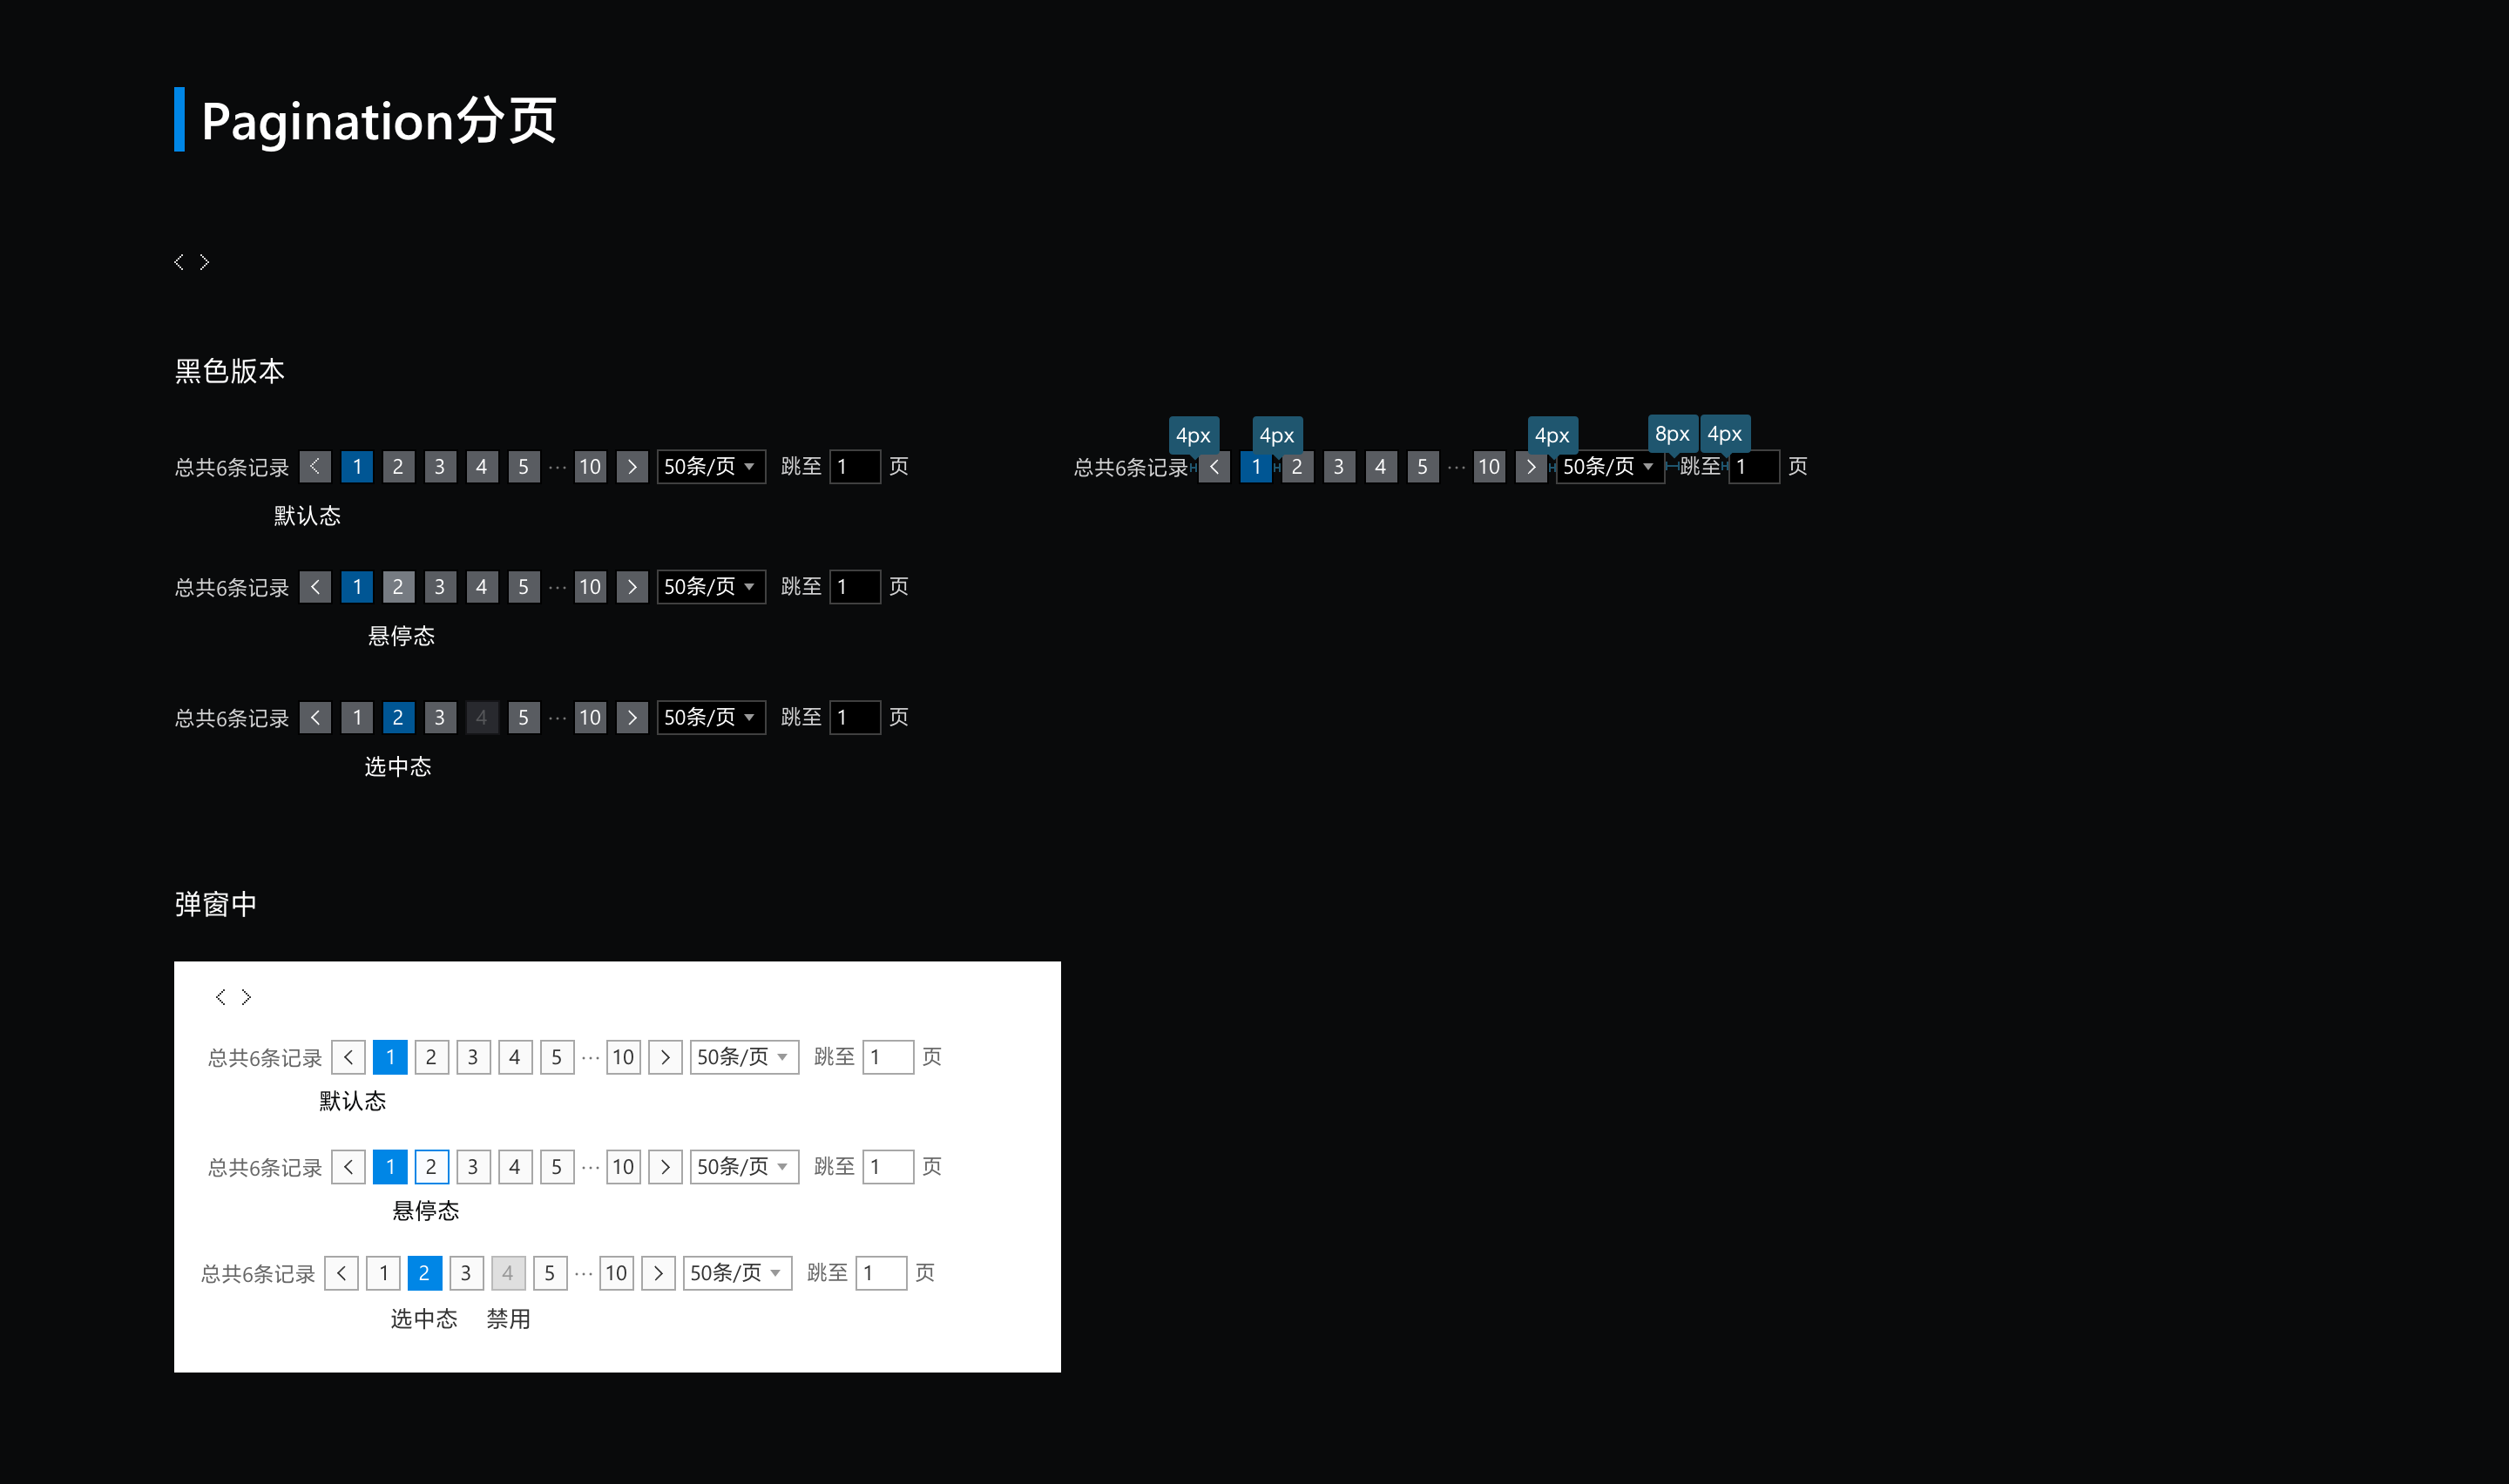 Pagination分页
< >
黑色版本
总共6条记录 < 1 2 3 4 5 ··· 10 > 50条/页 跳至 1 页
默认态
4px 4px 4px 8px 4px
总共6条记录 < 1 2 3 4 5 ··· 10 > 50条/页 跳至 1 页
总共6条记录 < 1 2 3 4 5 ··· 10 > 50条/页 跳至 1 页
悬停态
总共6条记录 < 1 2 3 4 5 ··· 10 > 50条/页 跳至 1 页
选中态
弹窗中
< >
总共6条记录 < 1 2 3 4 5 ··· 10 > 50条/页 跳至 1 页
默认态
总共6条记录 < 1 2 3 4 5 ··· 10 > 50条/页 跳至 1 页
悬停态
总共6条记录 < 1 2 3 4 5 ··· 10 > 50条/页 跳至 1 页
选中态 禁用